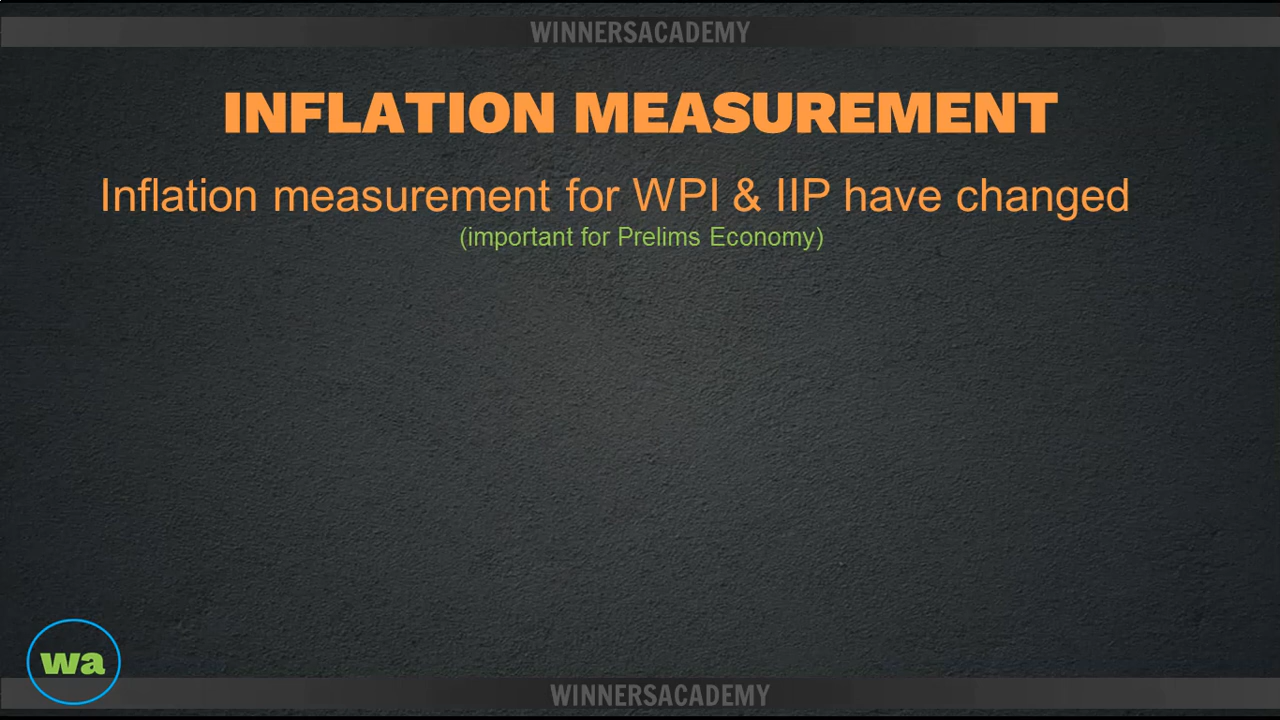 WINNERSACADEMY
INFLATION MEASUREMENT
Inflation measurement for WPI & IIP have changed
(important for Prelims Economy)
wa
WINNERSACADEMY